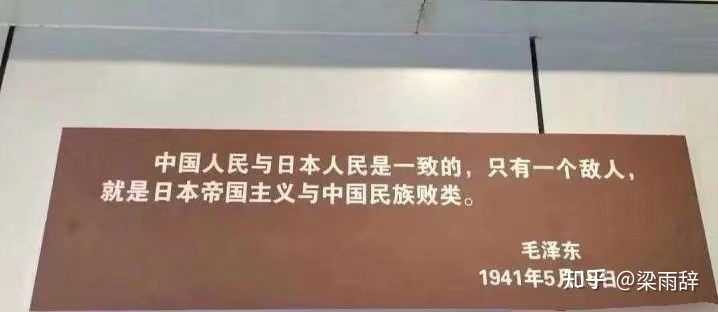 中国人民与日本人民是一致的，只有一个敌人，
就是日本帝国主义与中国民族败类。
毛泽东
1941年5月 日
知乎 @梁雨辞